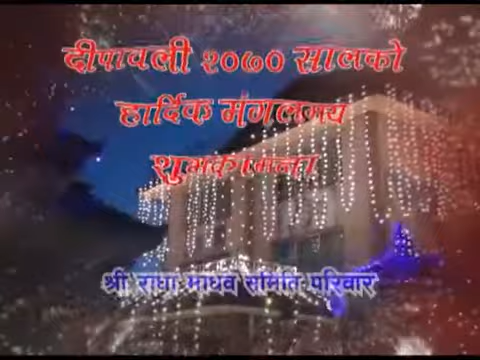 दीपावली २०७० सालको
हार्दिक मंगलमय
शुभकामना
श्री राधा माधव समिति परिवार